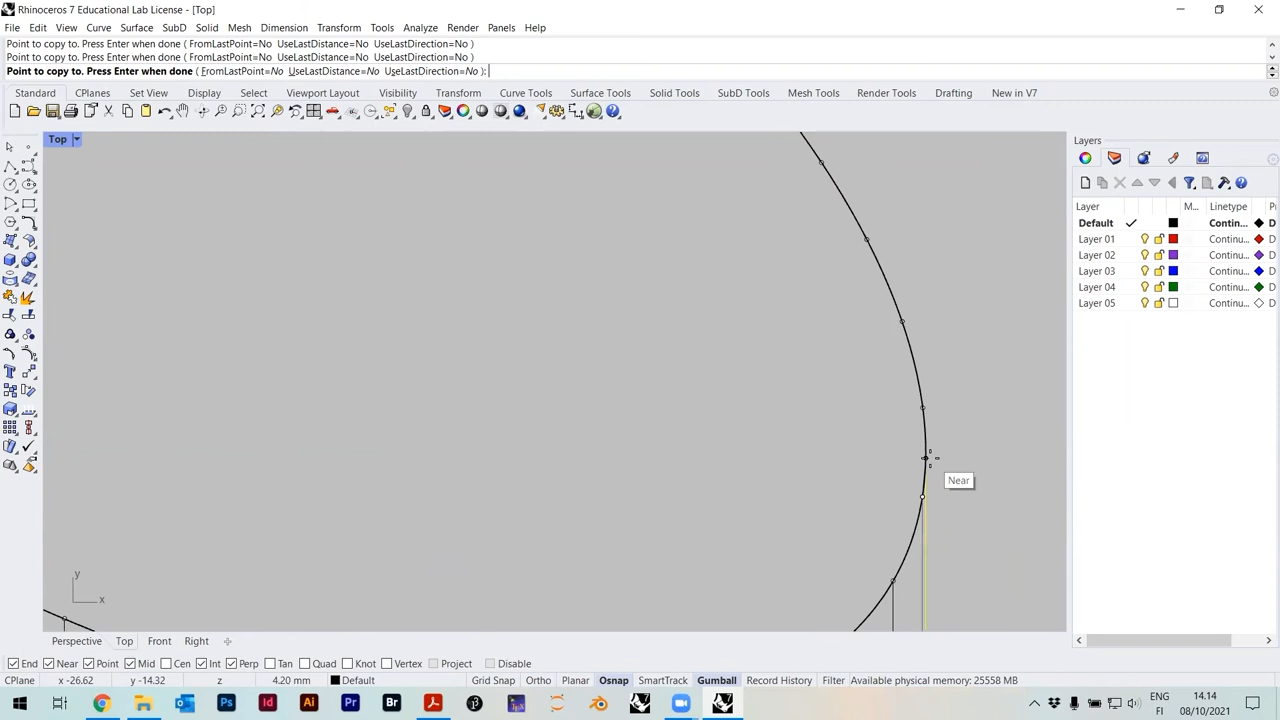 Rhinoceros 7 Educational Lab License - [Top]
File Edit View Curve Surface SubD Solid Mesh Dimension Transform Tools Analyze Render Panels Help
Point to copy to. Press Enter when done ( FromLastPoint=No UseLastDistance=No UseLastDirection=No )
Point to copy to. Press Enter when done ( FromLastPoint=No UseLastDistance=No UseLastDirection=No )
Point to copy to. Press Enter when done ( FromLastPoint=No UseLastDistance=No UseLastDirection=No ):
Standard CPlanes Set View Display Select Viewport Layout Visibility Transform Curve Tools Surface Tools Solid Tools SubD Tools Mesh Tools Render Tools Drafting New in V7
Top
Layers
Layer M... Linetype P
Default Contin... D
Layer 01 Continu... D
Layer 02 Continu... D
Layer 03 Continu... D
Layer 04 Continu... D
Layer 05 Continu... D
Near
y
x
Perspective Top Front Right
End Near Point Mid Cen Int Perp Tan Quad Knot Vertex Project Disable
CPlane x -26.62 y -14.32 z 4.20 mm Default Grid Snap Ortho Planar Osnap SmartTrack Gumball Record History Filter Available physical memory: 25558 MB
Ps Id Ai Pr Br
ENG 14.14
FI 08/10/2021